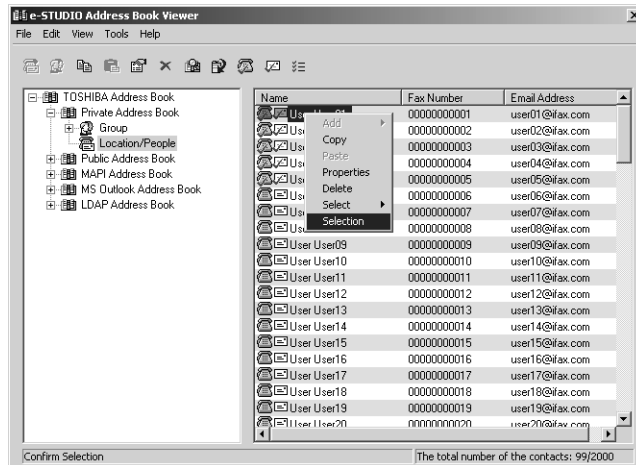 e-STUDIO Address Book Viewer
File Edit View Tools Help
TOSHIBA Address Book
Private Address Book
Group
Location/People
Public Address Book
MAPI Address Book
MS Outlook Address Book
LDAP Address Book
Name Fax Number Email Address
00000000001 user01@ifax.com
00000000002 user02@ifax.com
00000000003 user03@ifax.com
00000000004 user04@ifax.com
00000000005 user05@ifax.com
00000000006 user06@ifax.com
00000000007 user07@ifax.com
00000000008 user08@ifax.com
User User09 00000000009 user09@ifax.com
User User10 00000000010 user10@ifax.com
User User11 00000000011 user11@ifax.com
User User12 00000000012 user12@ifax.com
User User13 00000000013 user13@ifax.com
User User14 00000000014 user14@ifax.com
User User15 00000000015 user15@ifax.com
User User16 00000000016 user16@ifax.com
User User17 00000000017 user17@ifax.com
User User18 00000000018 user18@ifax.com
User User19 00000000019 user19@ifax.com
User User20 00000000020 user20@ifax.com
Add
Copy
Paste
Properties
Delete
Select
Selection
Confirm Selection
The total number of the contacts: 99/2000